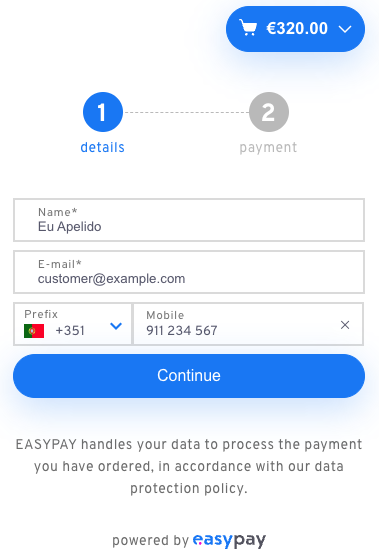 €320.00
1 2
details payment
Name*
Eu Apelido
E-mail*
customer@example.com
Prefix Mobile
+351 911 234 567
Continue
EASYPAY handles your data to process the payment
you have ordered, in accordance with our data
protection policy.
powered by easypay